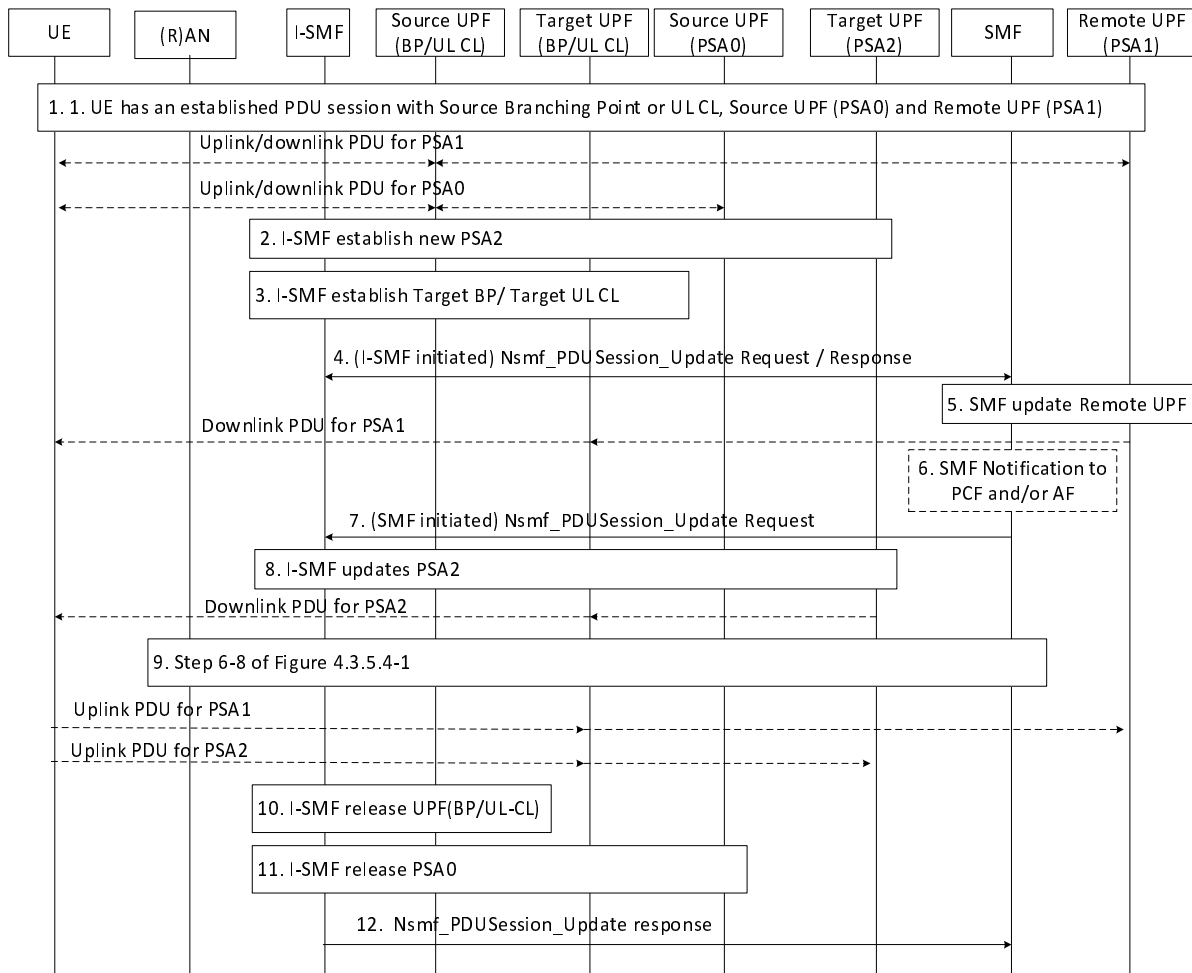 UE
(R)AN
I-SMF
Source UPF
(BP/UL CL)
Target UPF
(BP/UL CL)
Source UPF
(PSA0)
Target UPF
(PSA2)
SMF
Remote UPF
(PSA1)
1. 1. UE has an established PDU session with Source Branching Point or UL CL, Source UPF (PSA0) and Remote UPF (PSA1)
Uplink/downlink PDU for PSA1
Uplink/downlink PDU for PSA0
2. I-SMF establish new PSA2
3. I-SMF establish Target BP/ Target UL CL
4. (I-SMF initiated) Nsmf_PDUSession_Update Request / Response
5. SMF update Remote UPF
Downlink PDU for PSA1
6. SMF Notification to
PCF and/or AF
7. (SMF initiated) Nsmf_PDUSession_Update Request
8. I-SMF updates PSA2
Downlink PDU for PSA2
9. Step 6-8 of Figure 4.3.5.4-1
Uplink PDU for PSA1
Uplink PDU for PSA2
10. I-SMF release UPF(BP/UL-CL)
11. I-SMF release PSA0
12. Nsmf_PDUSession_Update response